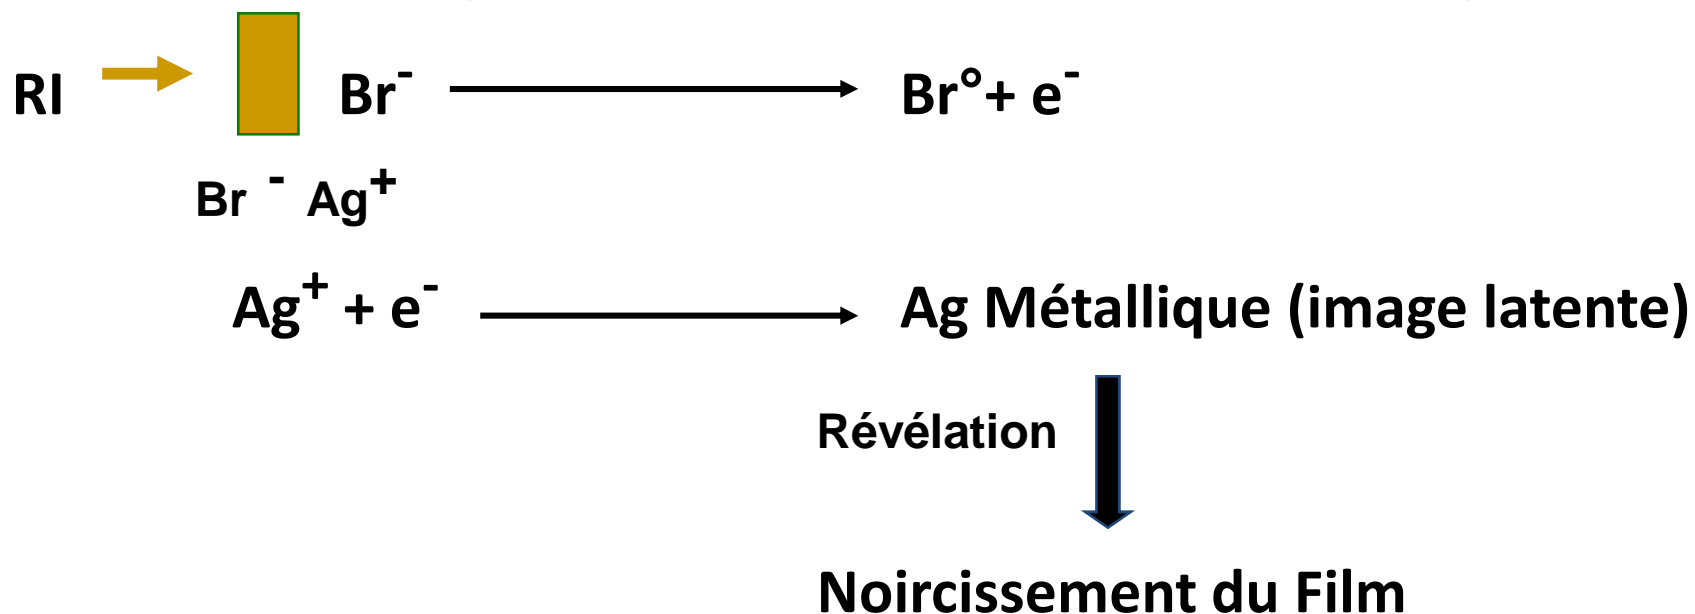 RI Br⁻ Br°+ e⁻
Br ⁻ Ag⁺
Ag⁺ + e⁻ Ag Métallique (image latente)
Révélation
Noircissement du Film